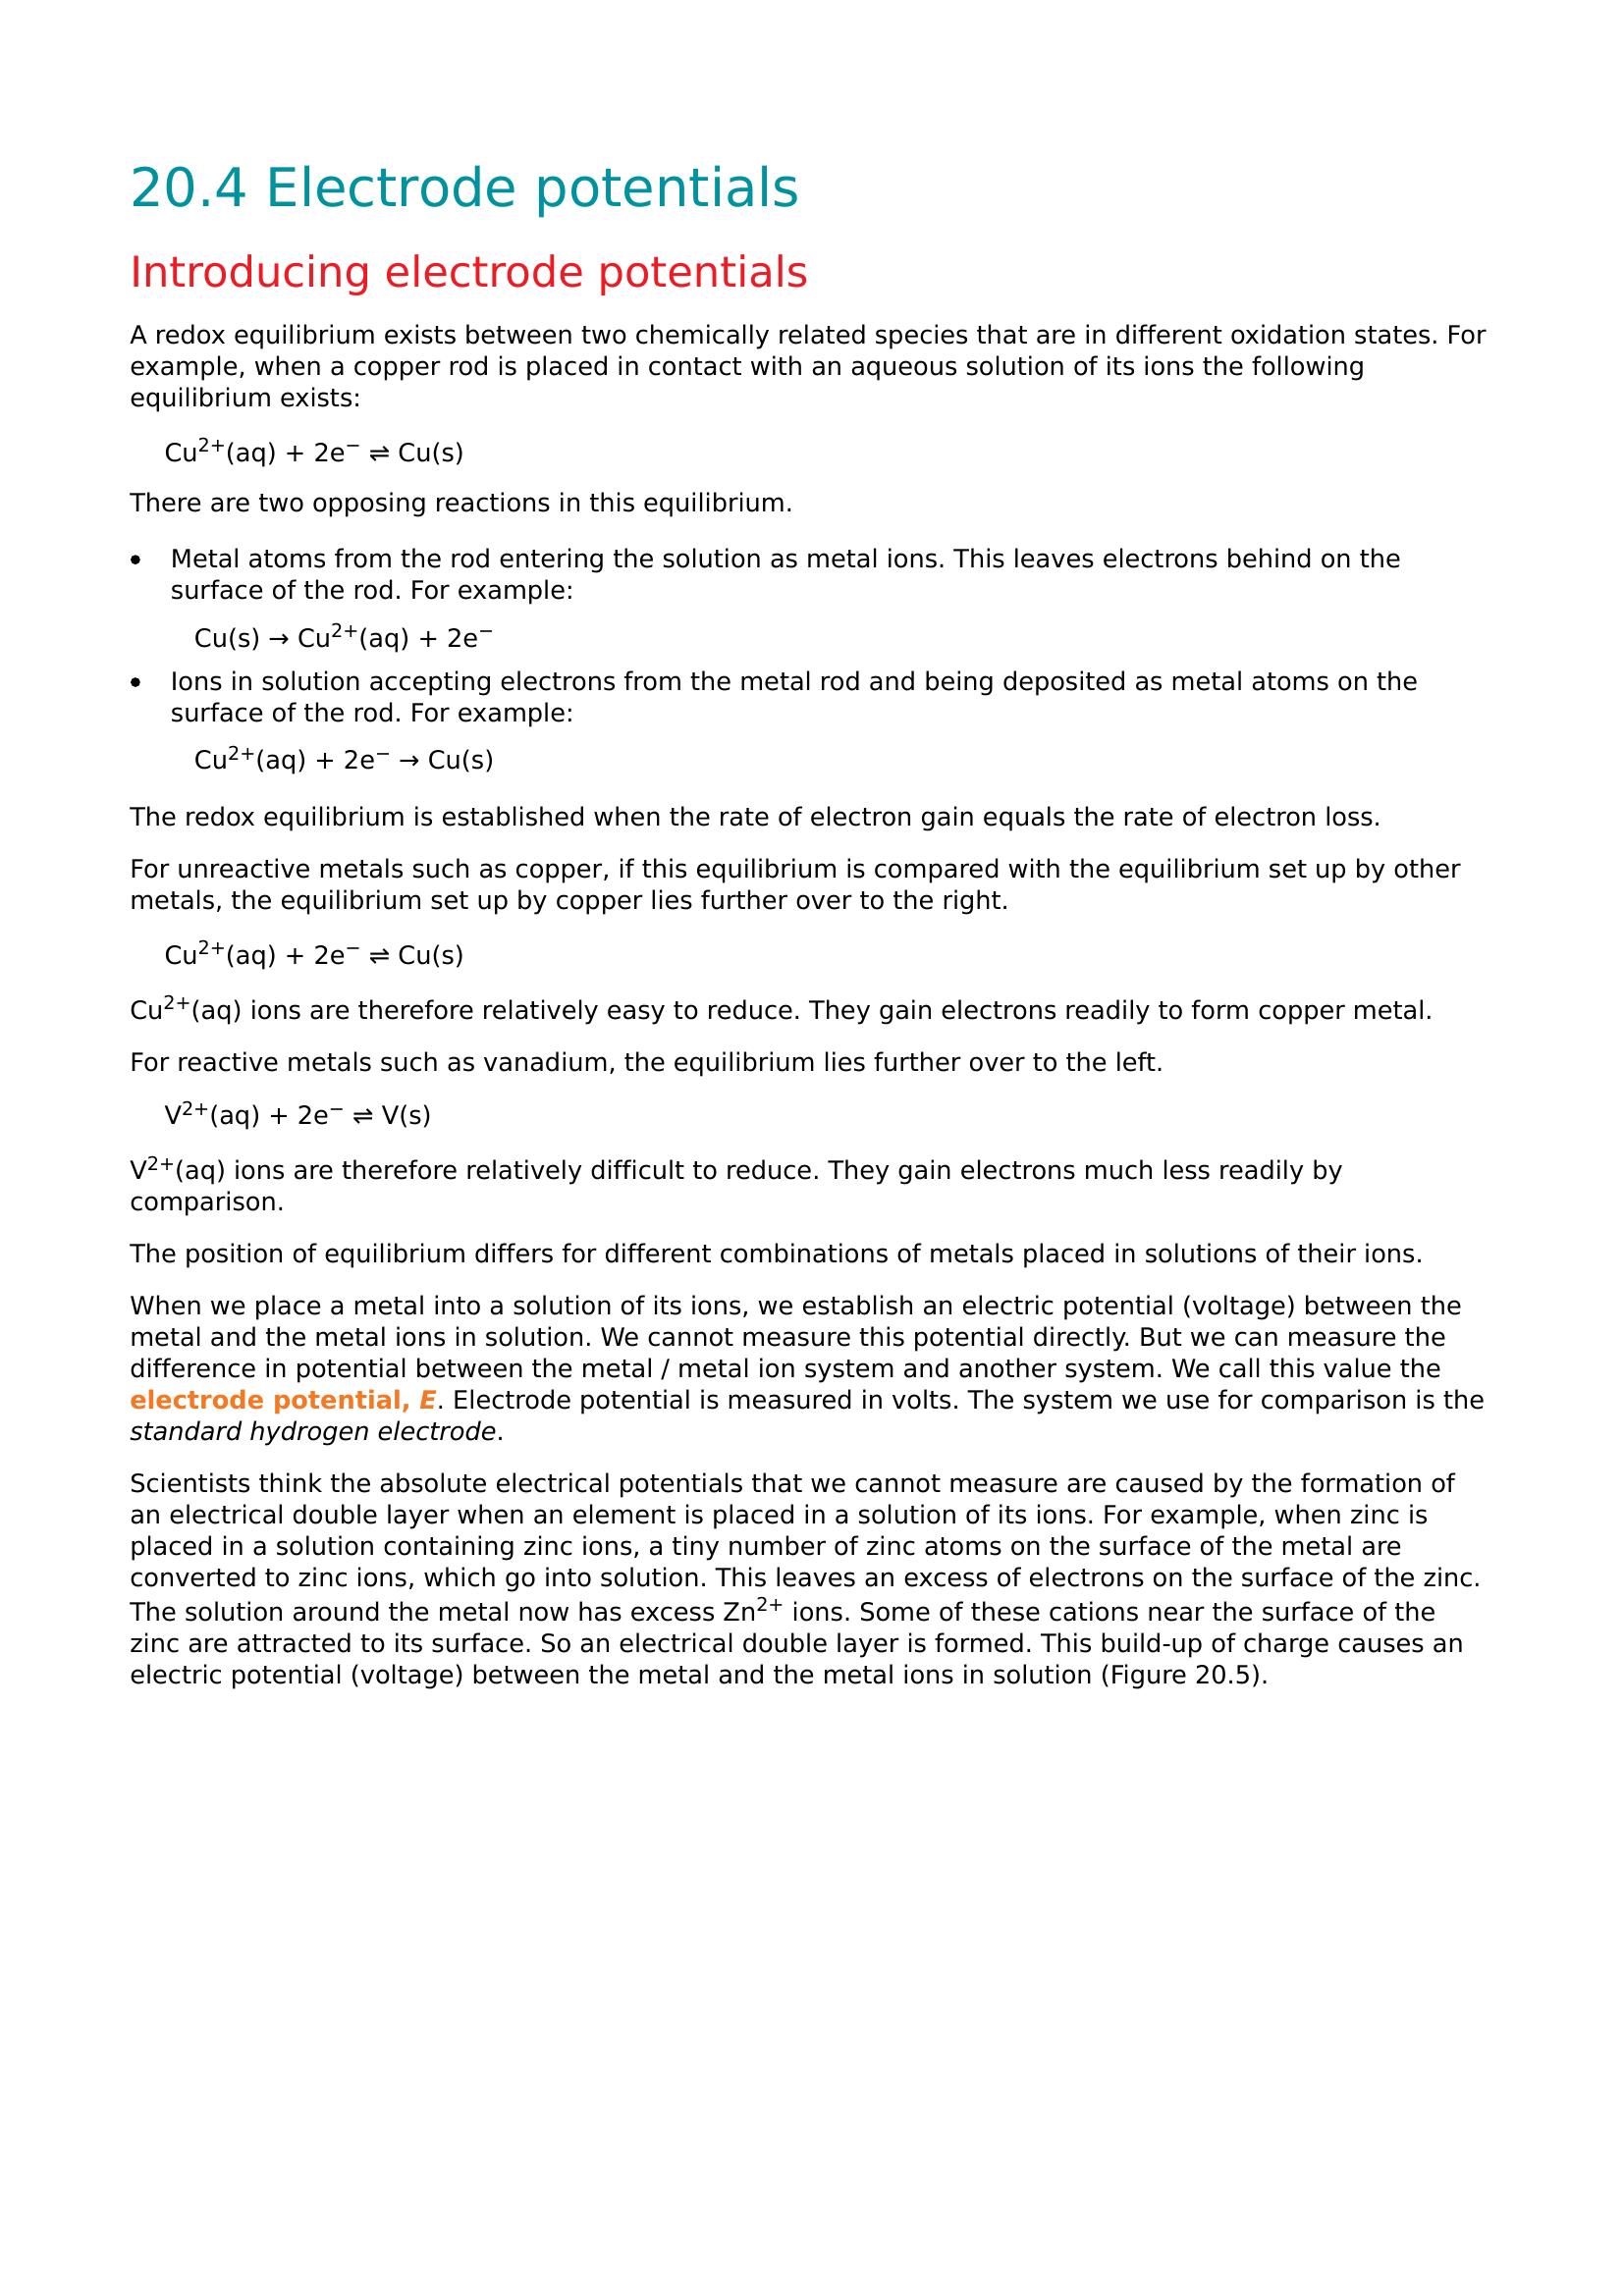 20.4 Electrode potentials
Introducing electrode potentials
A redox equilibrium exists between two chemically related species that are in different oxidation states. For
example, when a copper rod is placed in contact with an aqueous solution of its ions the following
equilibrium exists:
Cu²⁺(aq) + 2e⁻ ⇌ Cu(s)
There are two opposing reactions in this equilibrium.
• Metal atoms from the rod entering the solution as metal ions. This leaves electrons behind on the
surface of the rod. For example:
Cu(s) → Cu²⁺(aq) + 2e⁻
• Ions in solution accepting electrons from the metal rod and being deposited as metal atoms on the
surface of the rod. For example:
Cu²⁺(aq) + 2e⁻ → Cu(s)
The redox equilibrium is established when the rate of electron gain equals the rate of electron loss.
For unreactive metals such as copper, if this equilibrium is compared with the equilibrium set up by other
metals, the equilibrium set up by copper lies further over to the right.
Cu²⁺(aq) + 2e⁻ ⇌ Cu(s)
Cu²⁺(aq) ions are therefore relatively easy to reduce. They gain electrons readily to form copper metal.
For reactive metals such as vanadium, the equilibrium lies further over to the left.
V²⁺(aq) + 2e⁻ ⇌ V(s)
V²⁺(aq) ions are therefore relatively difficult to reduce. They gain electrons much less readily by
comparison.
The position of equilibrium differs for different combinations of metals placed in solutions of their ions.
When we place a metal into a solution of its ions, we establish an electric potential (voltage) between the
metal and the metal ions in solution. We cannot measure this potential directly. But we can measure the
difference in potential between the metal / metal ion system and another system. We call this value the
electrode potential, E. Electrode potential is measured in volts. The system we use for comparison is the
standard hydrogen electrode.
Scientists think the absolute electrical potentials that we cannot measure are caused by the formation of
an electrical double layer when an element is placed in a solution of its ions. For example, when zinc is
placed in a solution containing zinc ions, a tiny number of zinc atoms on the surface of the metal are
converted to zinc ions, which go into solution. This leaves an excess of electrons on the surface of the zinc.
The solution around the metal now has excess Zn²⁺ ions. Some of these cations near the surface of the
zinc are attracted to its surface. So an electrical double layer is formed. This build-up of charge causes an
electric potential (voltage) between the metal and the metal ions in solution (Figure 20.5).